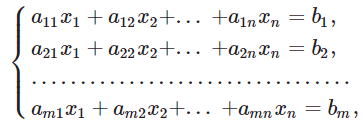 a₁₁x₁ + a₁₂x₂+… +a₁ₙxₙ = b₁,
a₂₁x₁ + a₂₂x₂+… +a₂ₙxₙ = b₂,
.................................
aₘ₁x₁ + aₘ₂x₂+… +aₘₙxₙ = bₘ,